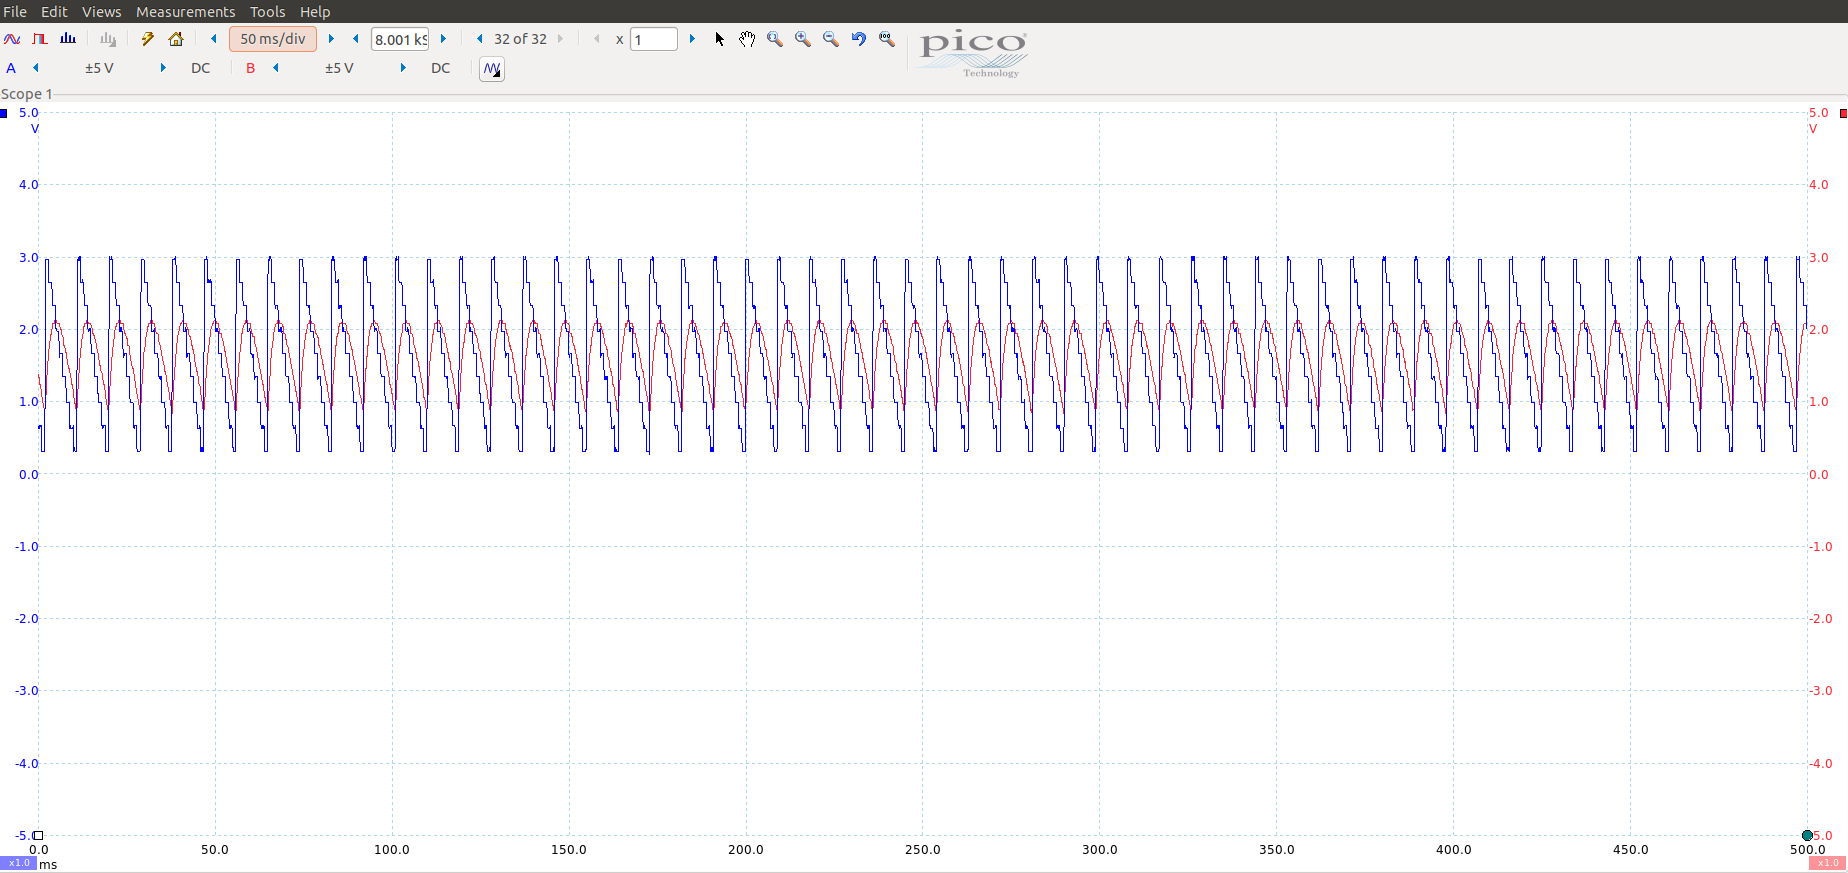 File Edit Views Measurements Tools Help
50 ms/div 8.001 kS 32 of 32 x 1 pico
Technology
A ±5 V DC B ±5 V DC
Scope 1
5.0 5.0
V V
4.0 4.0
3.0 3.0
2.0 2.0
1.0 1.0
0.0 0.0
-1.0 -1.0
-2.0 -2.0
-3.0 -3.0
-4.0 -4.0
-5.0 -5.0
0.0 50.0 100.0 150.0 200.0 250.0 300.0 350.0 400.0 450.0 500.0
x1.0 ms x1.0